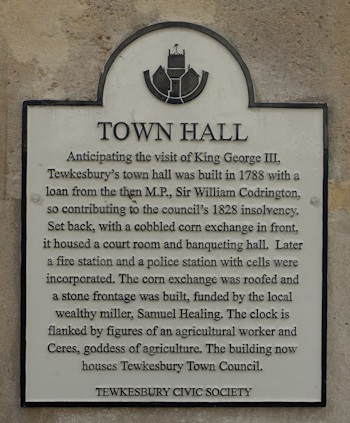 TOWN HALL
Anticipating the visit of King George III,
Tewkesbury's town hall was built in 1788 with a
loan from the then M.P., Sir William Codrington,
so contributing to the council's 1828 insolvency.
Set back, with a cobbled corn exchange in front,
it housed a court room and banqueting hall. Later
a fire station and a police station with cells were
incorporated. The corn exchange was roofed and
a stone frontage was built, funded by the local
wealthy miller, Samuel Healing. The clock is
flanked by figures of an agricultural worker and
Ceres, goddess of agriculture. The building now
houses Tewkesbury Town Council.
TEWKESBURY CIVIC SOCIETY